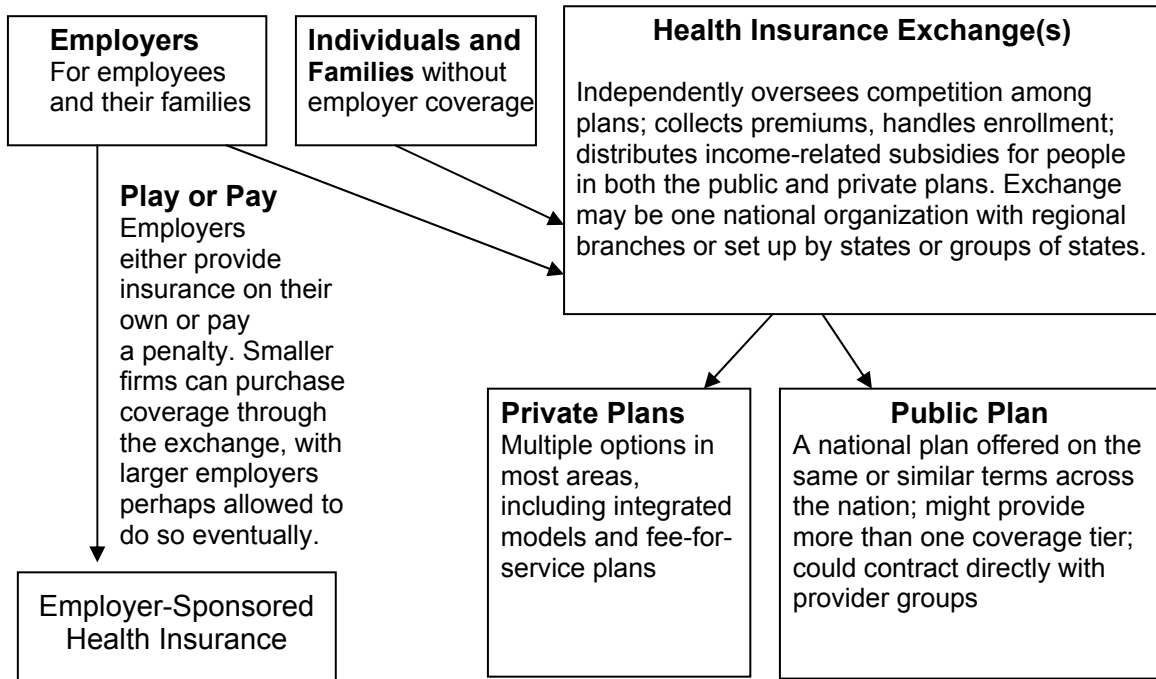 Employers
For employees
and their families
Individuals and
Families without
employer coverage
Health Insurance Exchange(s)
Independently oversees competition among
plans; collects premiums, handles enrollment;
distributes income-related subsidies for people
in both the public and private plans. Exchange
may be one national organization with regional
branches or set up by states or groups of states.
Play or Pay
Employers
either provide
insurance on their
own or pay
a penalty. Smaller
firms can purchase
coverage through
the exchange, with
larger employers
perhaps allowed to
do so eventually.
Employer-Sponsored
Health Insurance
Private Plans
Multiple options in
most areas,
including integrated
models and fee-for-
service plans
Public Plan
A national plan offered on the
same or similar terms across
the nation; might provide
more than one coverage tier;
could contract directly with
provider groups